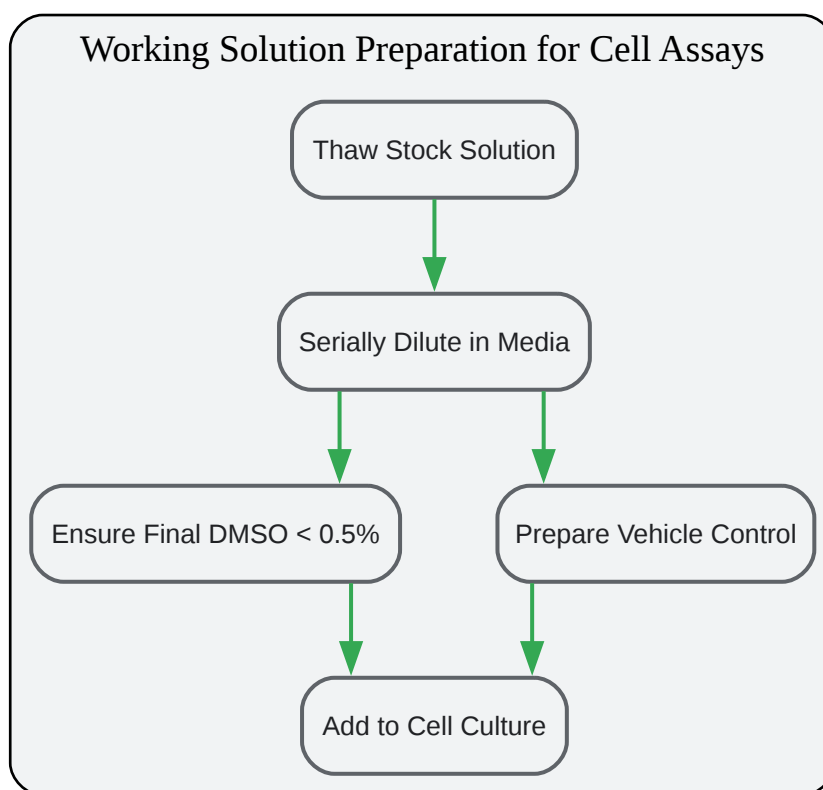 Working Solution Preparation for Cell Assays
Thaw Stock Solution
Serially Dilute in Media
Ensure Final DMSO < 0.5%
Prepare Vehicle Control
Add to Cell Culture